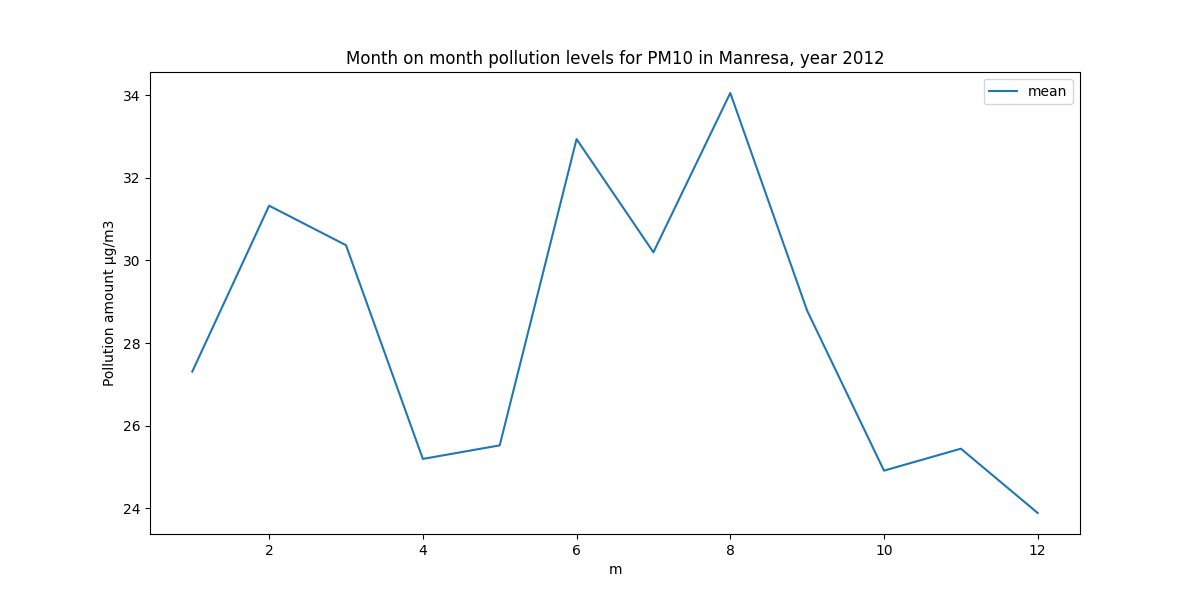 Month on month pollution levels for PM10 in Manresa, year 2012
mean
Pollution amount µg/m3
34
32
30
28
26
24
2 4 6 8 10 12
m